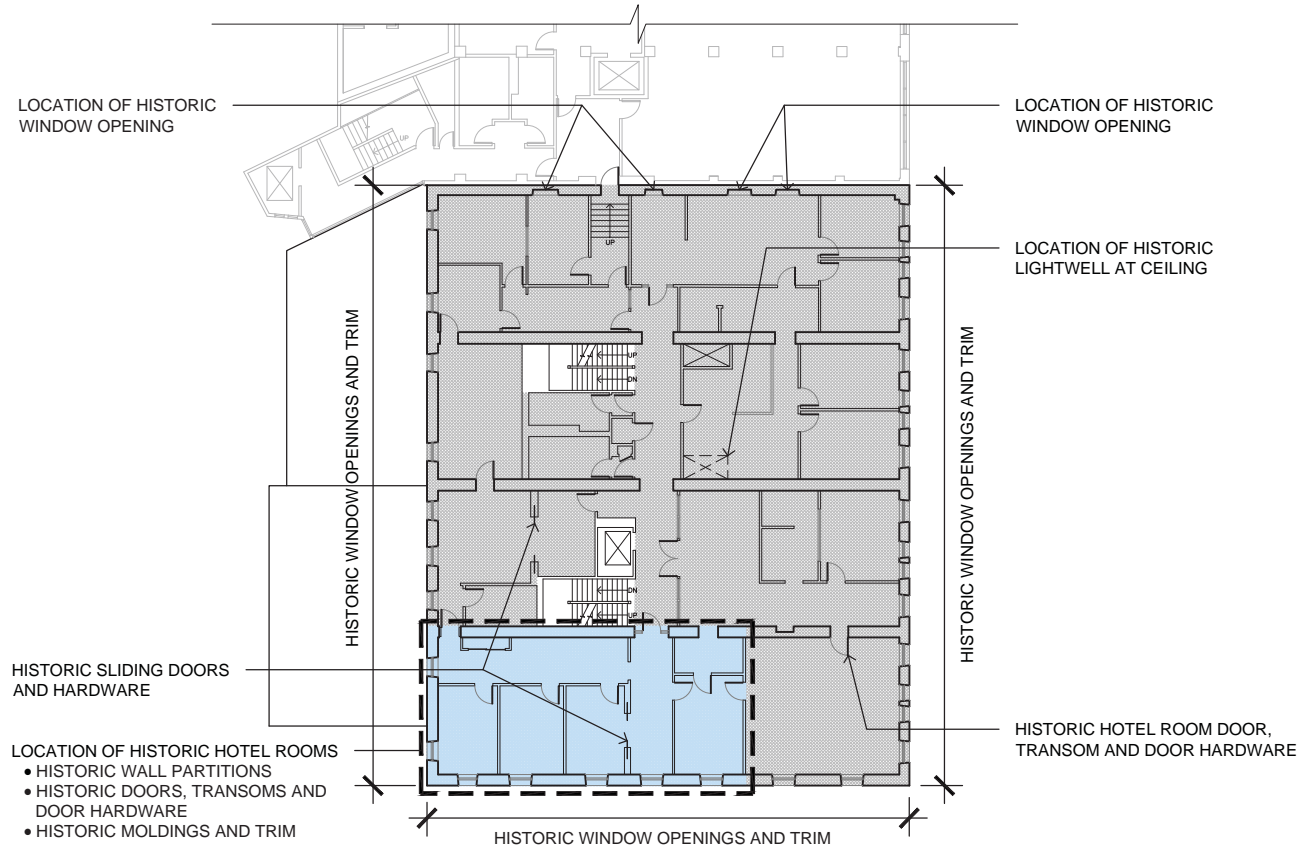 LOCATION OF HISTORIC
WINDOW OPENING
LOCATION OF HISTORIC
WINDOW OPENING
UP
UP
LOCATION OF HISTORIC
LIGHTWELL AT CEILING
HISTORIC WINDOW OPENINGS AND TRIM
HISTORIC WINDOW OPENINGS AND TRIM
UP
DN
DN
UP
HISTORIC SLIDING DOORS
AND HARDWARE
HISTORIC HOTEL ROOM DOOR,
TRANSOM AND DOOR HARDWARE
LOCATION OF HISTORIC HOTEL ROOMS
• HISTORIC WALL PARTITIONS
• HISTORIC DOORS, TRANSOMS AND
DOOR HARDWARE
• HISTORIC MOLDINGS AND TRIM
HISTORIC WINDOW OPENINGS AND TRIM